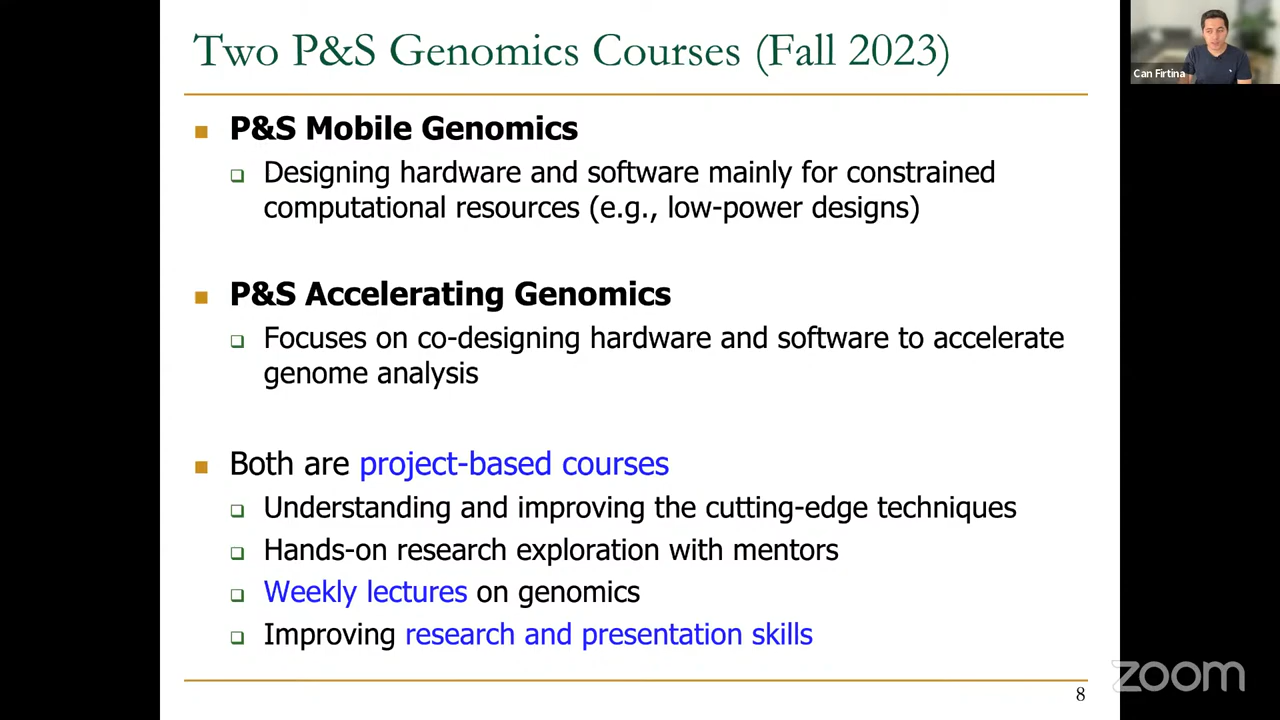 Two P&S Genomics Courses (Fall 2023)
Can Firtina
P&S Mobile Genomics
Designing hardware and software mainly for constrained
computational resources (e.g., low-power designs)
P&S Accelerating Genomics
Focuses on co-designing hardware and software to accelerate
genome analysis
Both are project-based courses
Understanding and improving the cutting-edge techniques
Hands-on research exploration with mentors
Weekly lectures on genomics
Improving research and presentation skills
8
zoom